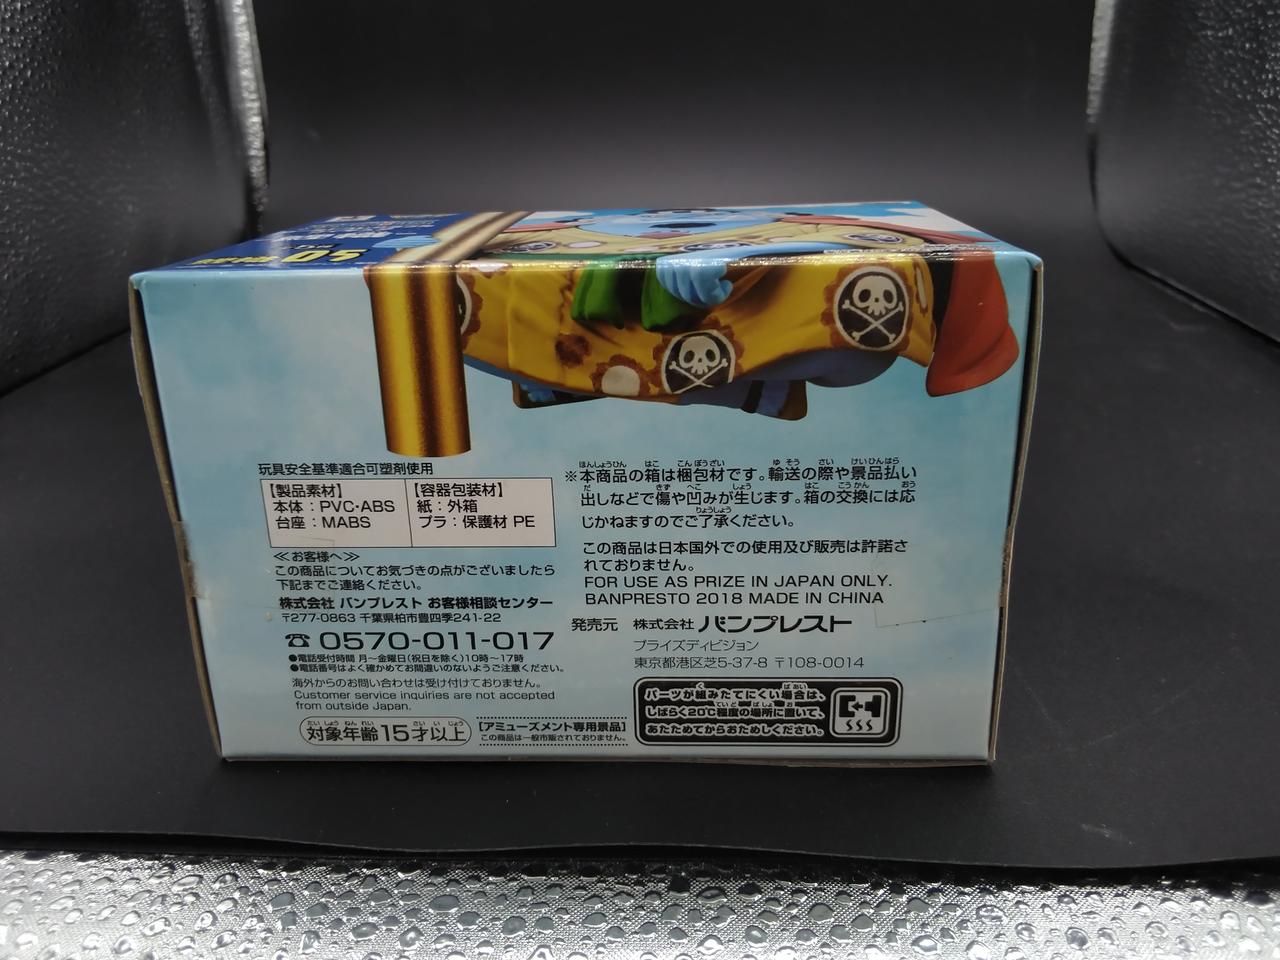 05
玩具安全基準適合可塑剤使用
【製品素材】
本体：PVC・ABS
台座：MABS
【容器包装材】
紙：外箱
プラ：保護材 PE
≪お客様へ≫
この商品についてお気づきの点がございましたら
下記までご連絡ください。
株式会社 バンプレスト お客様相談センター
〒277-0863 千葉県柏市豊四季241-22
☎0570-011-017
●電話受付時間 月～金曜日(祝日を除く)10時～17時
●電話番号はよく確かめてお間違いのないようご注意ください。
海外からのお問い合わせは受け付けておりません。
Customer service inquiries are not accepted
from outside Japan.
対象年齢15才以上
【アミューズメント専用景品】
この商品は一般市販されておりません。
※本商品の箱は梱包材です。輸送の際や景品払い
出しなどで傷や凹みが生じます。箱の交換には応
じかねますのでご了承ください。
この商品は日本国外での使用及び販売は許諾さ
れておりません。
FOR USE AS PRIZE IN JAPAN ONLY.
BANPRESTO 2018 MADE IN CHINA
発売元 株式会社 バンプレスト
プライズディビジョン
東京都港区芝5-37-8 〒108-0014
パーツが組みたてにくい場合は、
しばらく20℃程度の場所に置いて、
あたためてからおためしください。